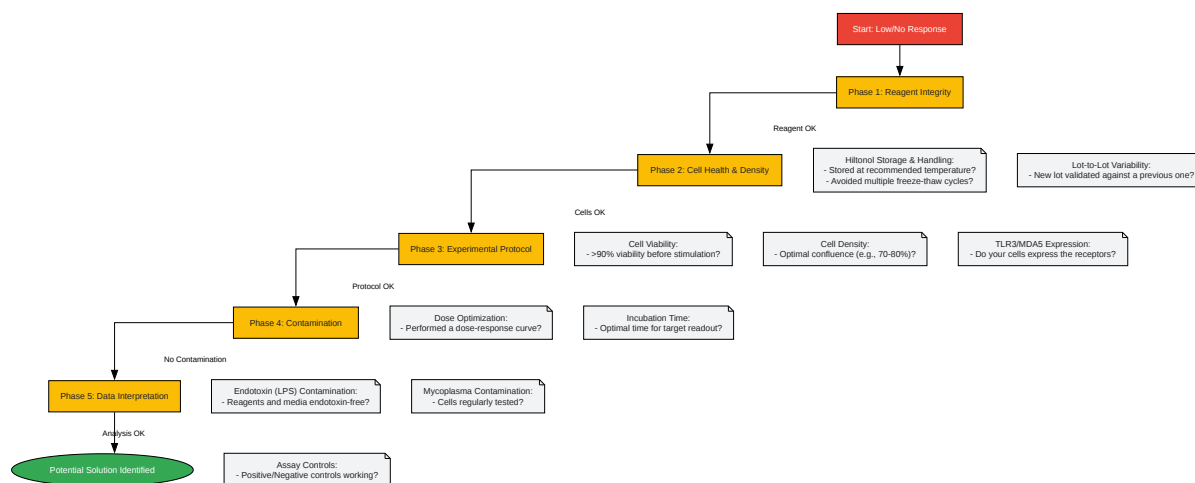 Start: Low/No Response
Phase 1: Reagent Integrity
Reagent OK
Phase 2: Cell Health & Density
Hiltonol Storage & Handling:
- Stored at recommended temperature?
- Avoided multiple freeze-thaw cycles?
Lot-to-Lot Variability:
- New lot validated against a previous one?
Cells OK
Phase 3: Experimental Protocol
Cell Viability:
- >90% viability before stimulation?
Cell Density:
- Optimal confluence (e.g., 70-80%)?
TLR3/MDA5 Expression:
- Do your cells express the receptors?
Protocol OK
Phase 4: Contamination
Dose Optimization:
- Performed a dose-response curve?
Incubation Time:
- Optimal time for target readout?
No Contamination
Phase 5: Data Interpretation
Endotoxin (LPS) Contamination:
- Reagents and media endotoxin-free?
Mycoplasma Contamination:
- Cells regularly tested?
Analysis OK
Potential Solution Identified
Assay Controls:
- Positive/Negative controls working?